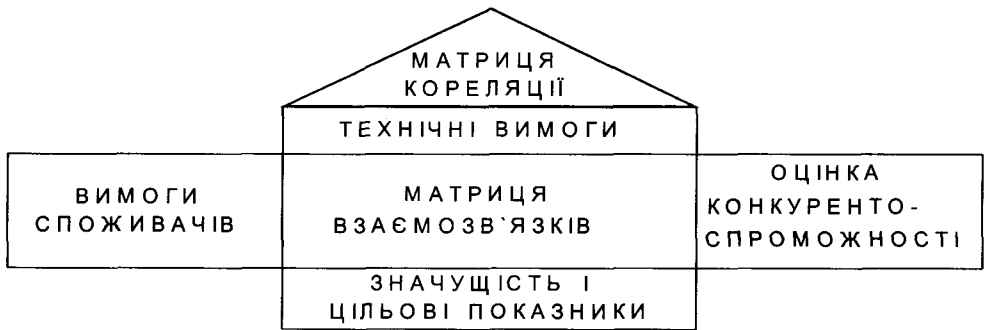 МАТРИЦЯ
КОРЕЛЯЦІЇ
ТЕХНІЧНІ ВИМОГИ
ВИМОГИ
СПОЖИВАЧІВ
МАТРИЦЯ
ВЗАЄМОЗВ`ЯЗКІВ
ОЦІНКА
КОНКУРЕНТО-
СПРОМОЖНОСТІ
ЗНАЧУЩІСТЬ І
ЦІЛЬОВІ ПОКАЗНИКИ